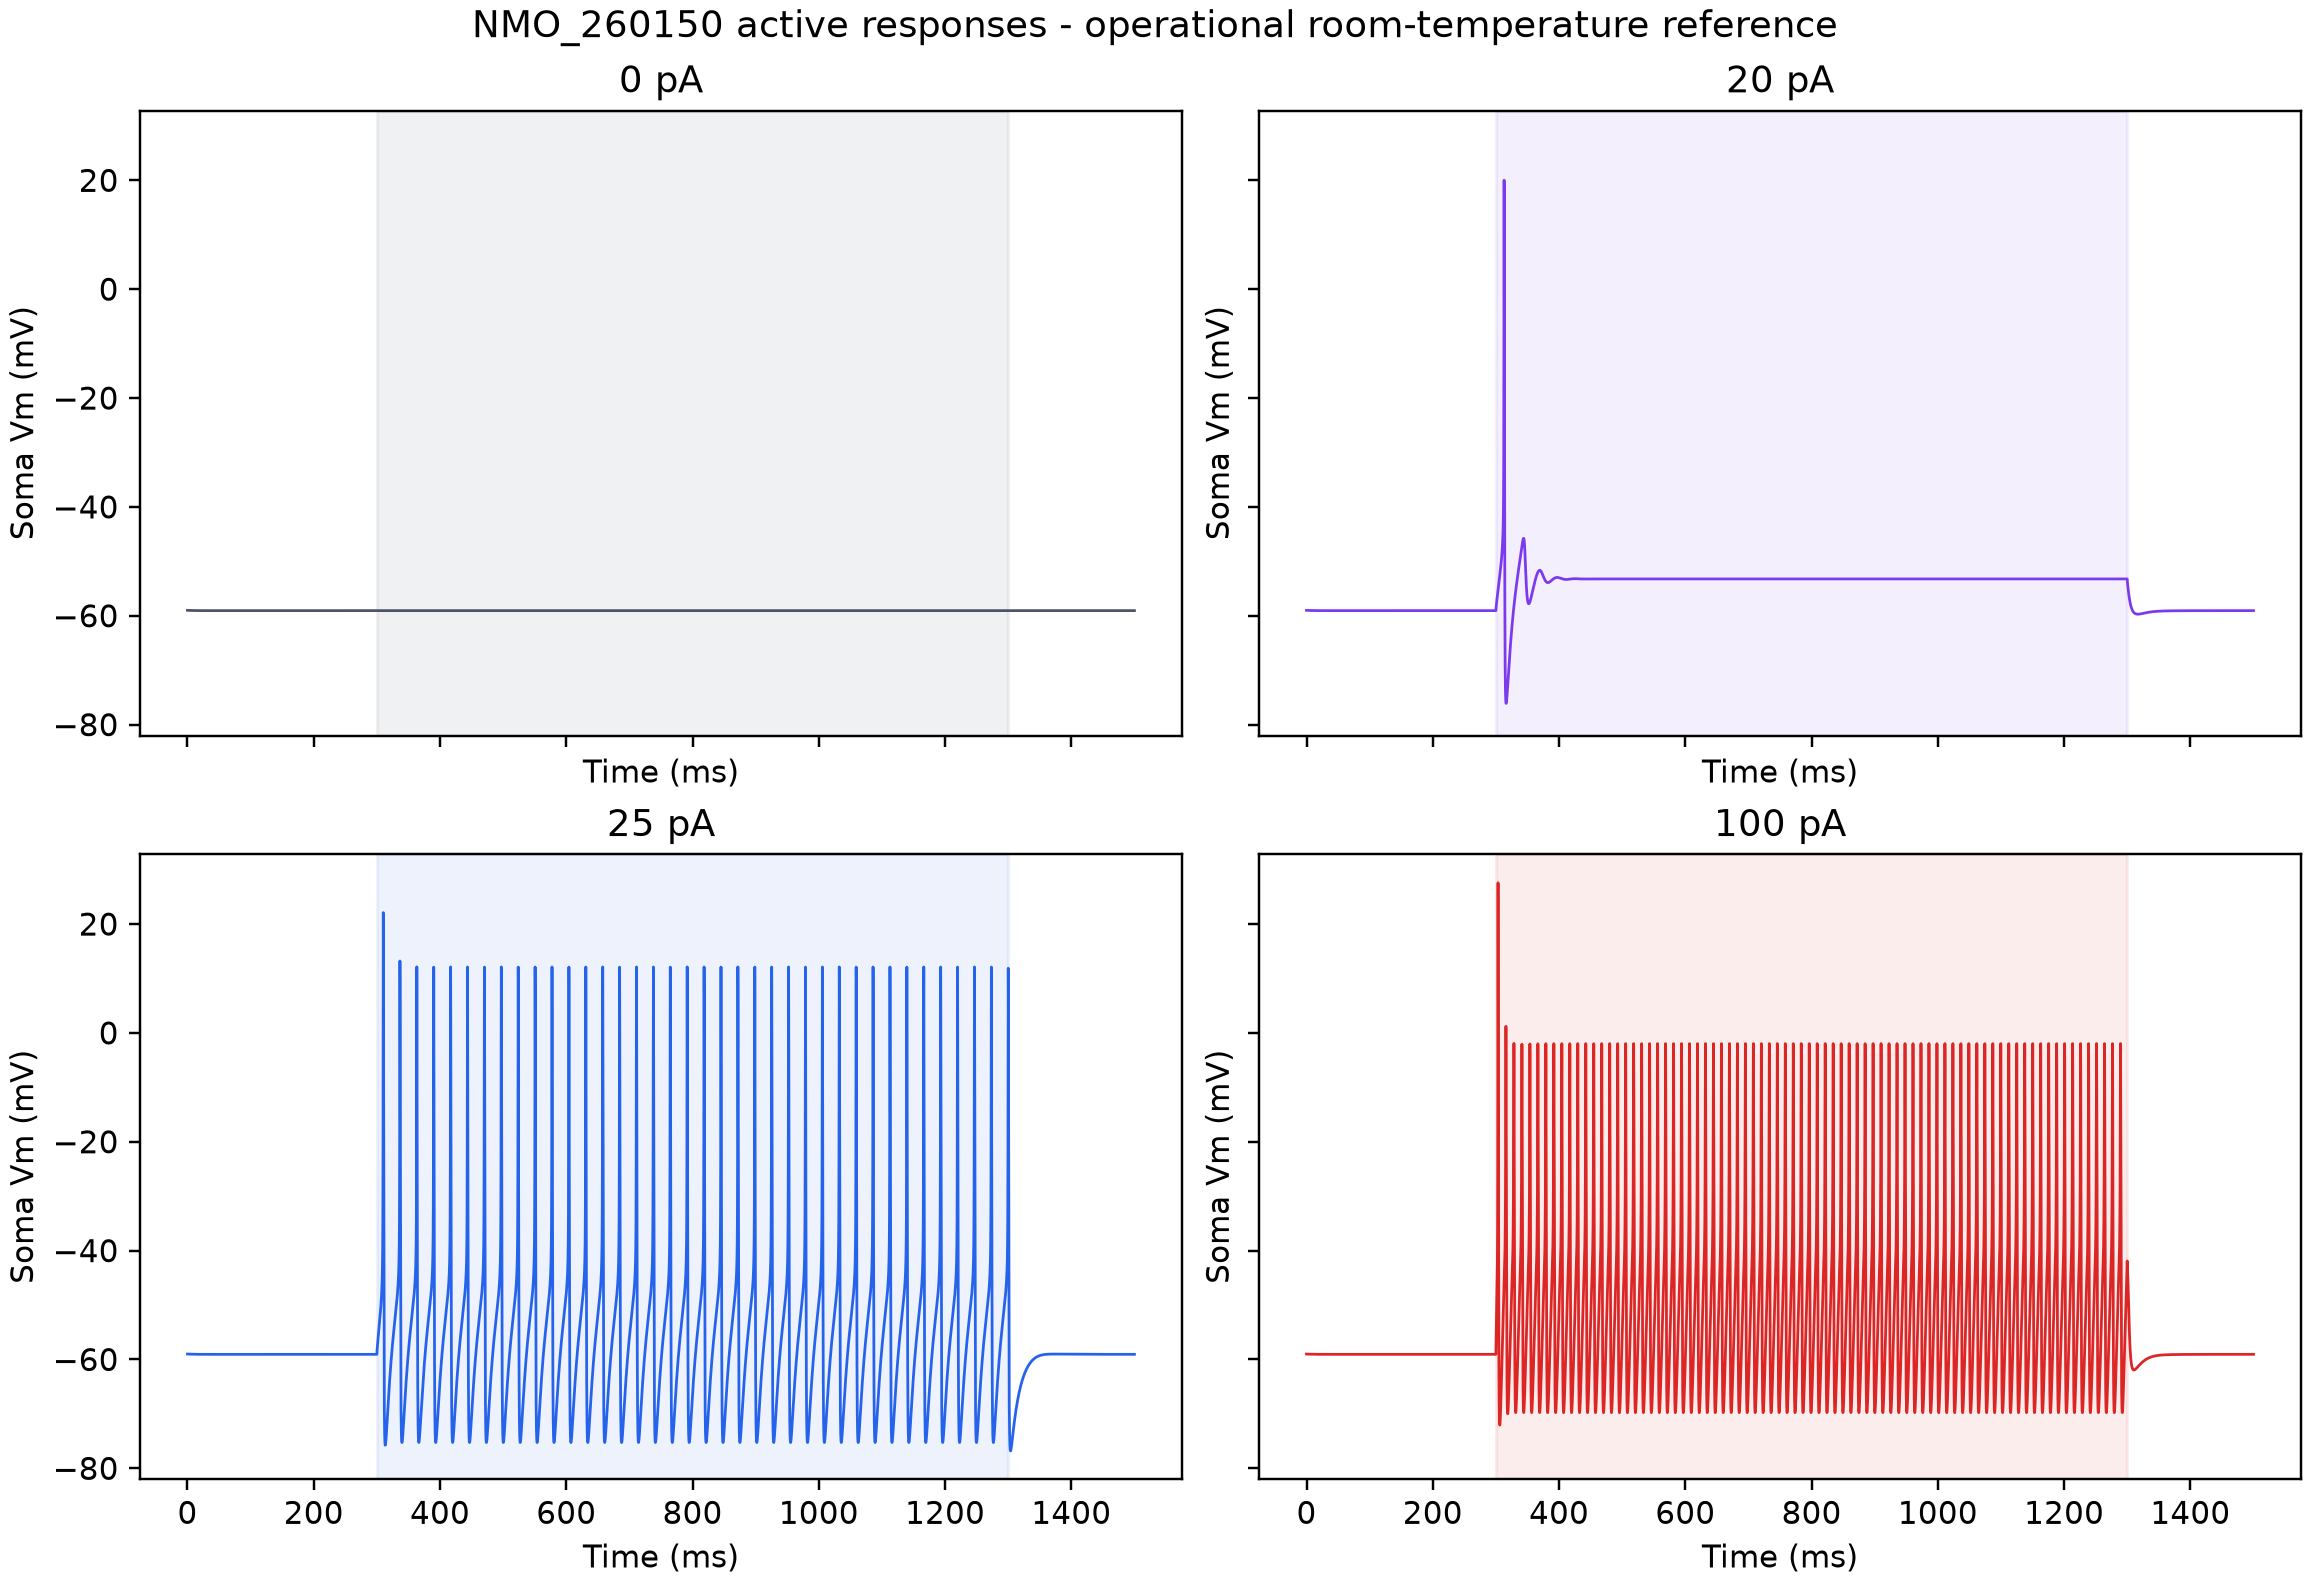 NMO_260150 active responses - operational room-temperature reference
0 pA
20
0
−20
−40
−60
−80
Soma Vm (mV)
Time (ms)
20 pA
Soma Vm (mV)
Time (ms)
25 pA
20
0
−20
−40
−60
−80
Soma Vm (mV)
0 200 400 600 800 1000 1200 1400
Time (ms)
100 pA
Soma Vm (mV)
0 200 400 600 800 1000 1200 1400
Time (ms)